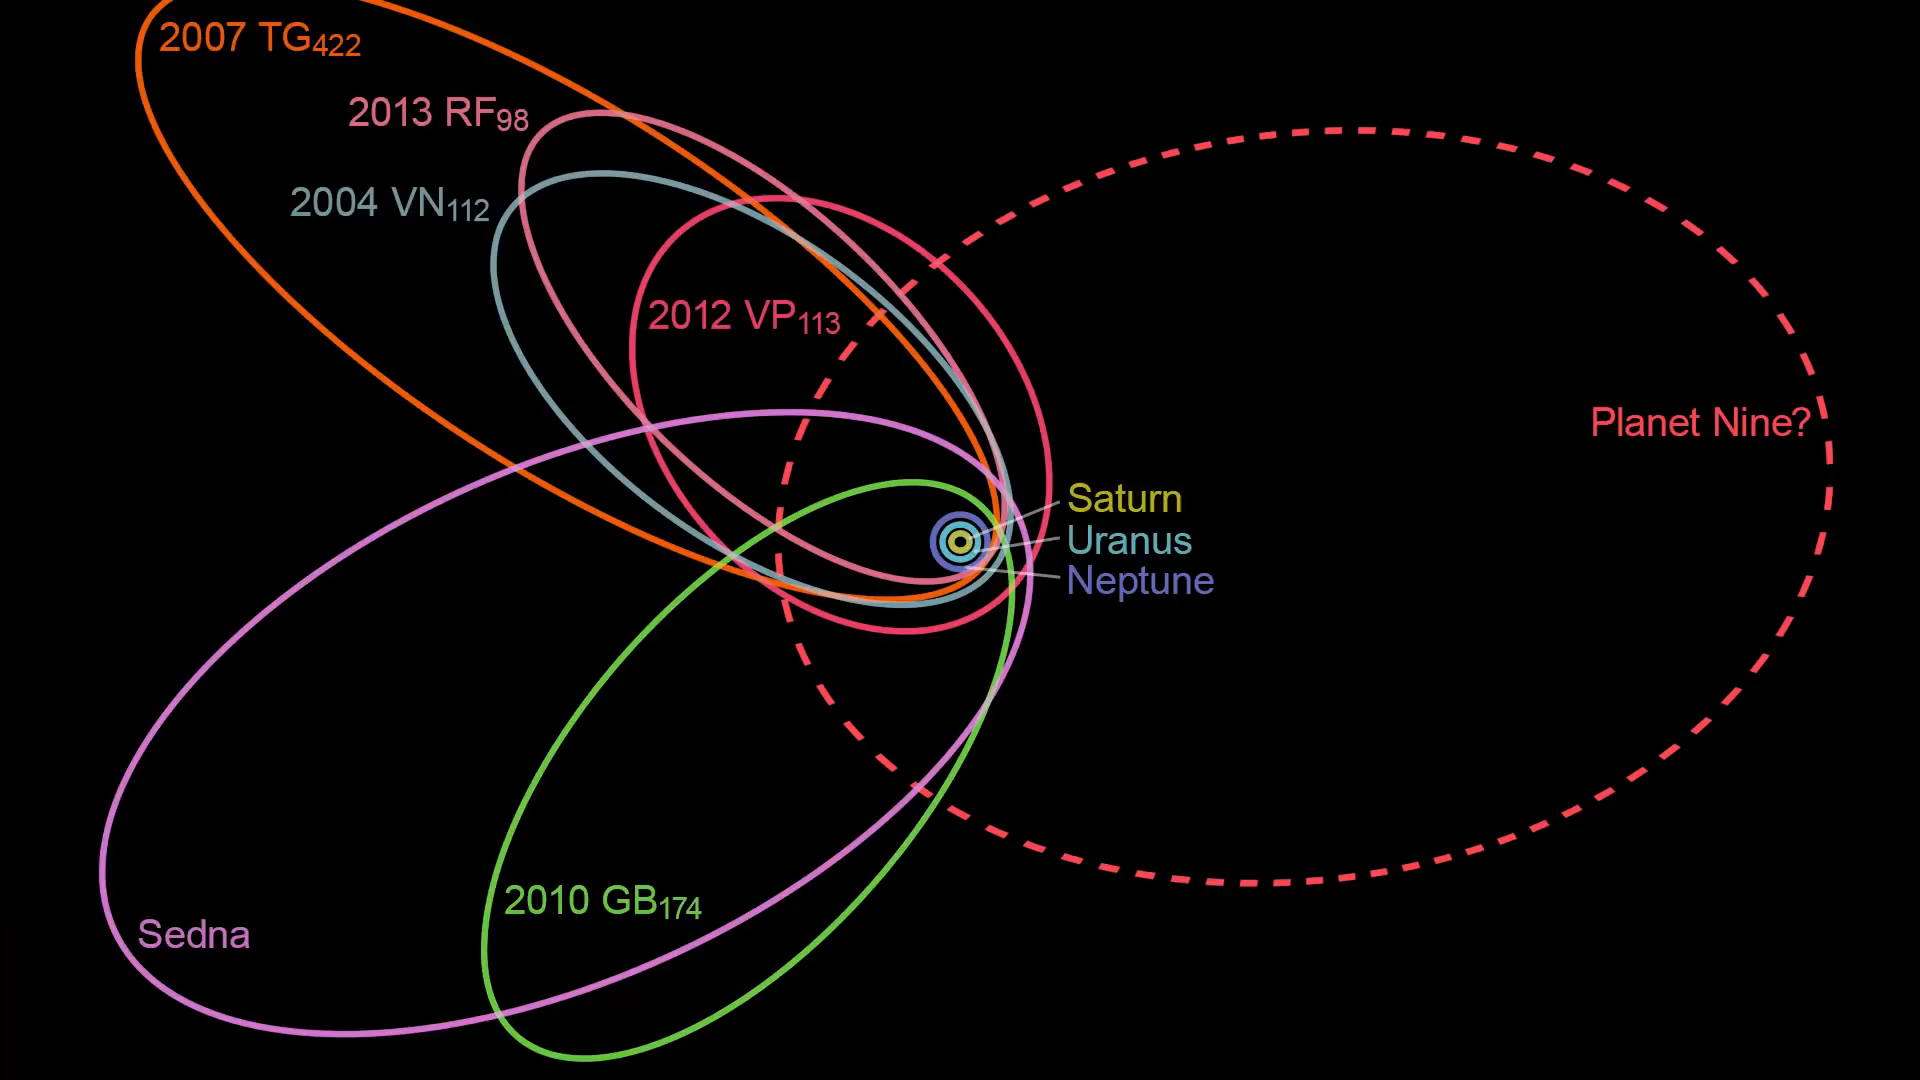 2007 TG₄₂₂
2013 RF₉₈
2004 VN₁₁₂
2012 VP₁₁₃
Planet Nine?
Saturn
Uranus
Neptune
2010 GB₁₇₄
Sedna